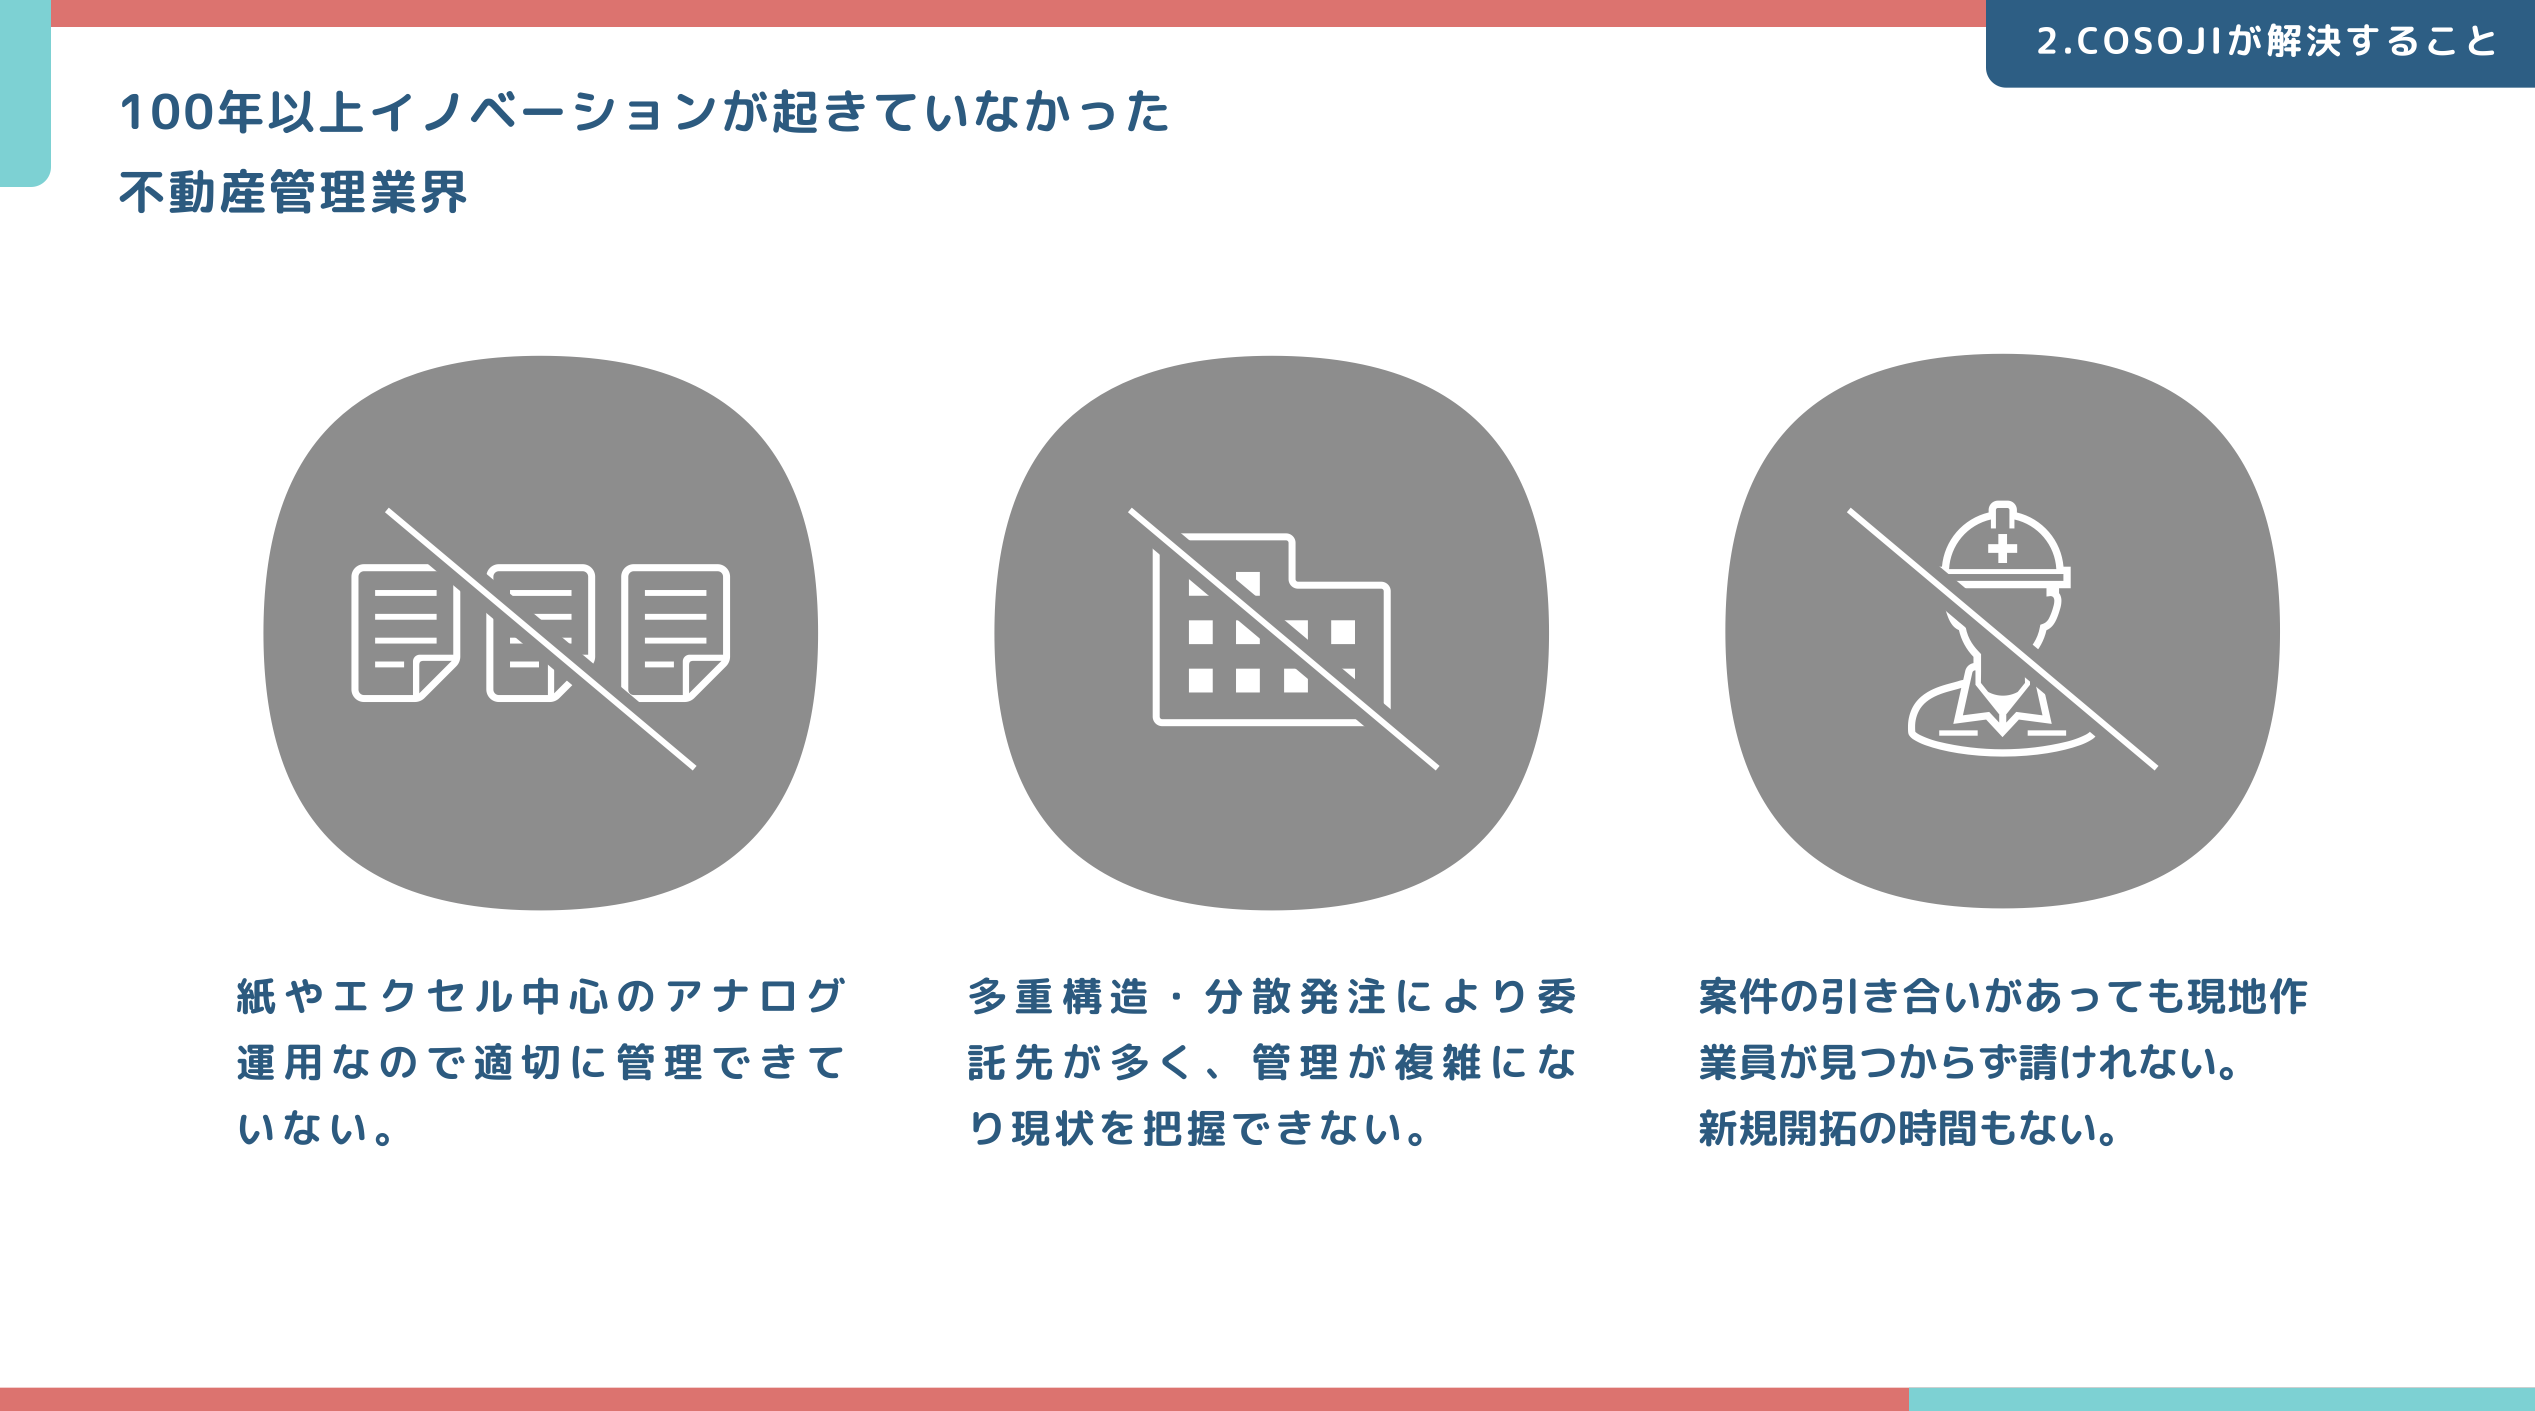 2.COSOJIが解決すること
100年以上イノベーションが起きていなかった
不動産管理業界
紙やエクセル中心のアナログ
運用なので適切に管理できて
いない。
多重構造・分散発注により委
託先が多く、管理が複雑にな
り現状を把握できない。
案件の引き合いがあっても現地作
業員が見つからず請けれない。
新規開拓の時間もない。